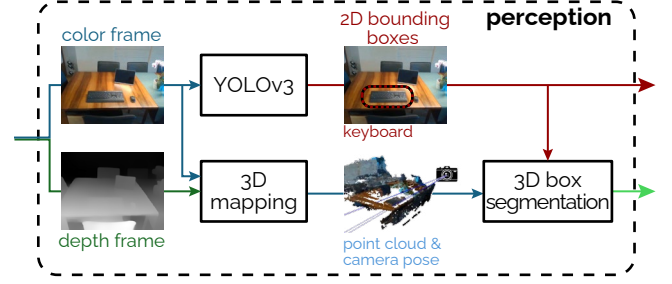 perception
color frame
2D bounding
boxes
YOLOv3
keyboard
3D
mapping
3D box
segmentation
depth frame
point cloud &
camera pose